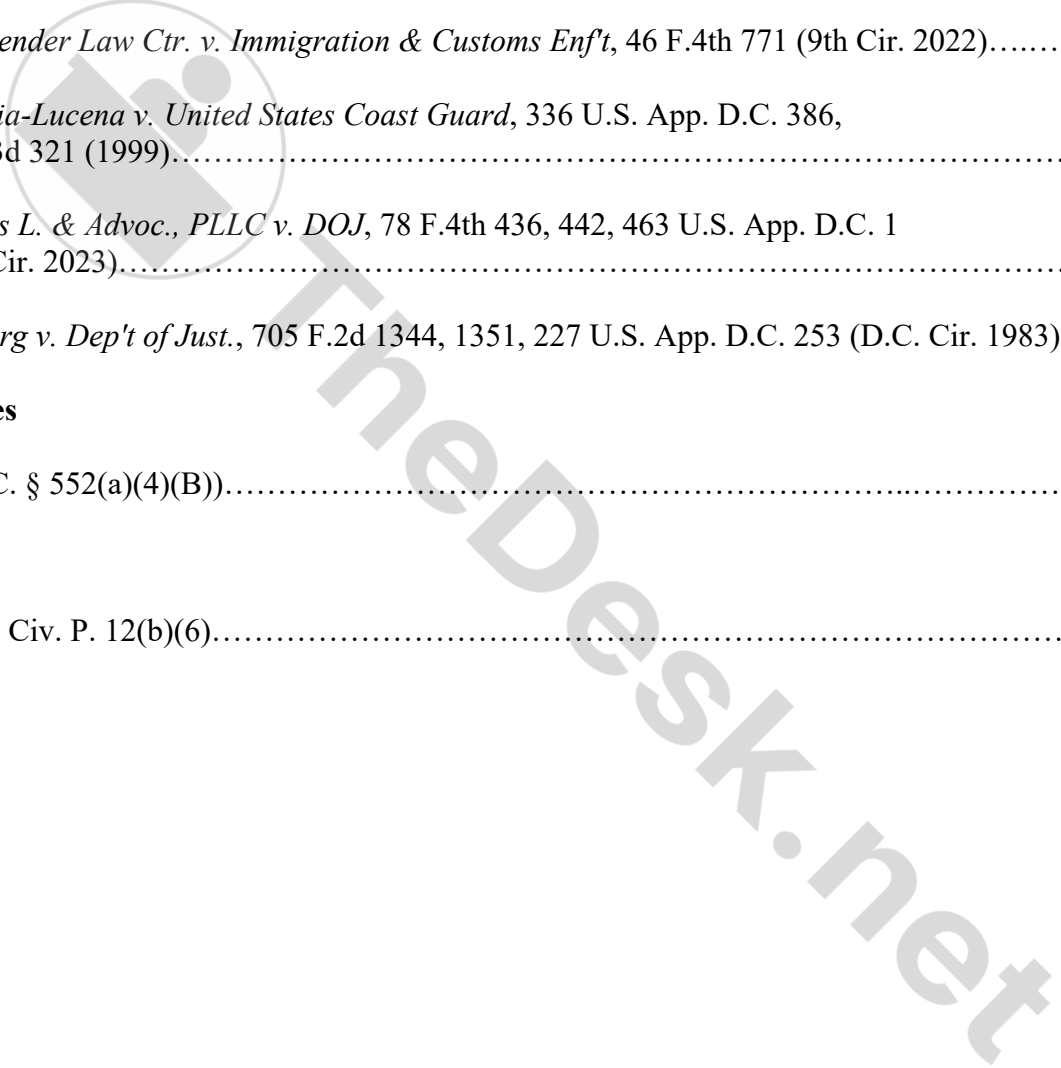 ender Law Ctr. v. Immigration & Customs Enf't, 46 F.4th 771 (9th Cir. 2022)…..…
ia-Lucena v. United States Coast Guard, 336 U.S. App. D.C. 386,
3d 321 (1999)……………………………………………………………………………
s L. & Advoc., PLLC v. DOJ, 78 F.4th 436, 442, 463 U.S. App. D.C. 1
Cir. 2023)…………………………………………………………………………………
rg v. Dep't of Just., 705 F.2d 1344, 1351, 227 U.S. App. D.C. 253 (D.C. Cir. 1983)
es
C. § 552(a)(4)(B))…………………………………………………………..……………
Civ. P. 12(b)(6)…………………………………………………………………………
TheDesk.net